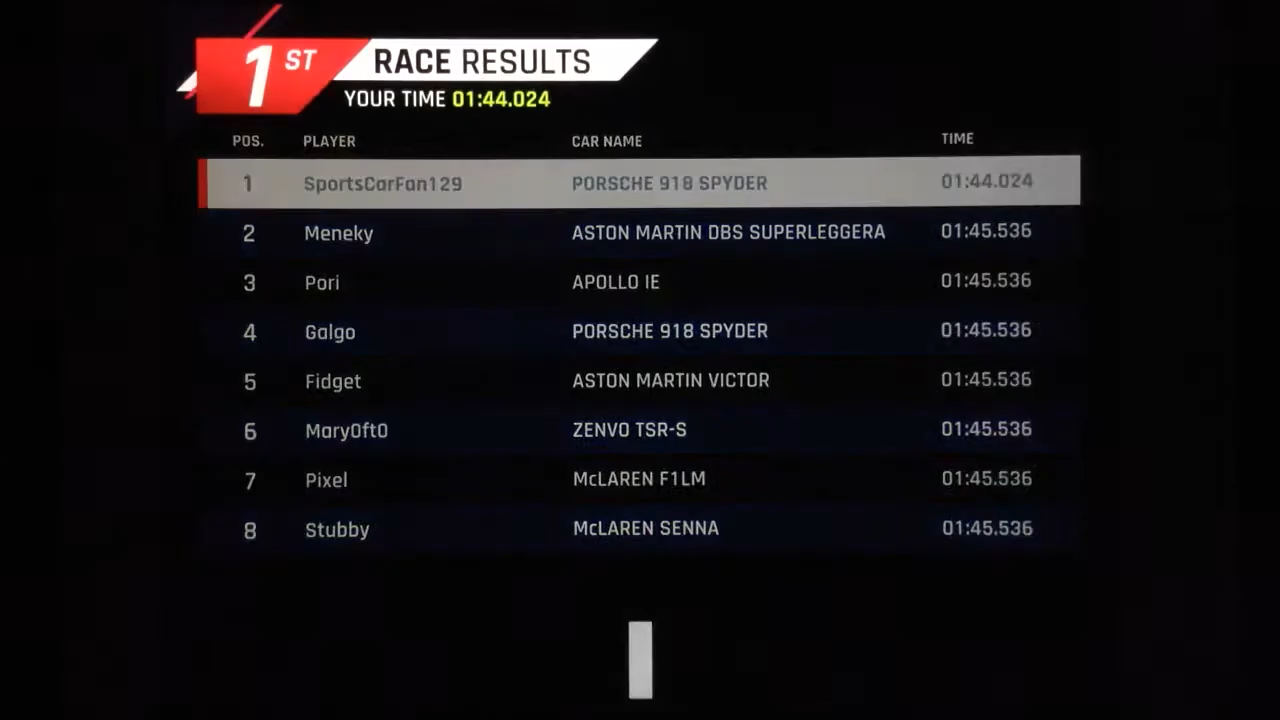 1ST RACE RESULTS
YOUR TIME 01:44.024
POS. PLAYER CAR NAME TIME
1 SportsCarFan129 PORSCHE 918 SPYDER 01:44.024
2 Meneky ASTON MARTIN DBS SUPERLEGGERA 01:45.536
3 Pori APOLLO IE 01:45.536
4 Galgo PORSCHE 918 SPYDER 01:45.536
5 Fidget ASTON MARTIN VICTOR 01:45.536
6 MaryOftO ZENVO TSR-S 01:45.536
7 Pixel McLAREN F1LM 01:45.536
8 Stubby McLAREN SENNA 01:45.536